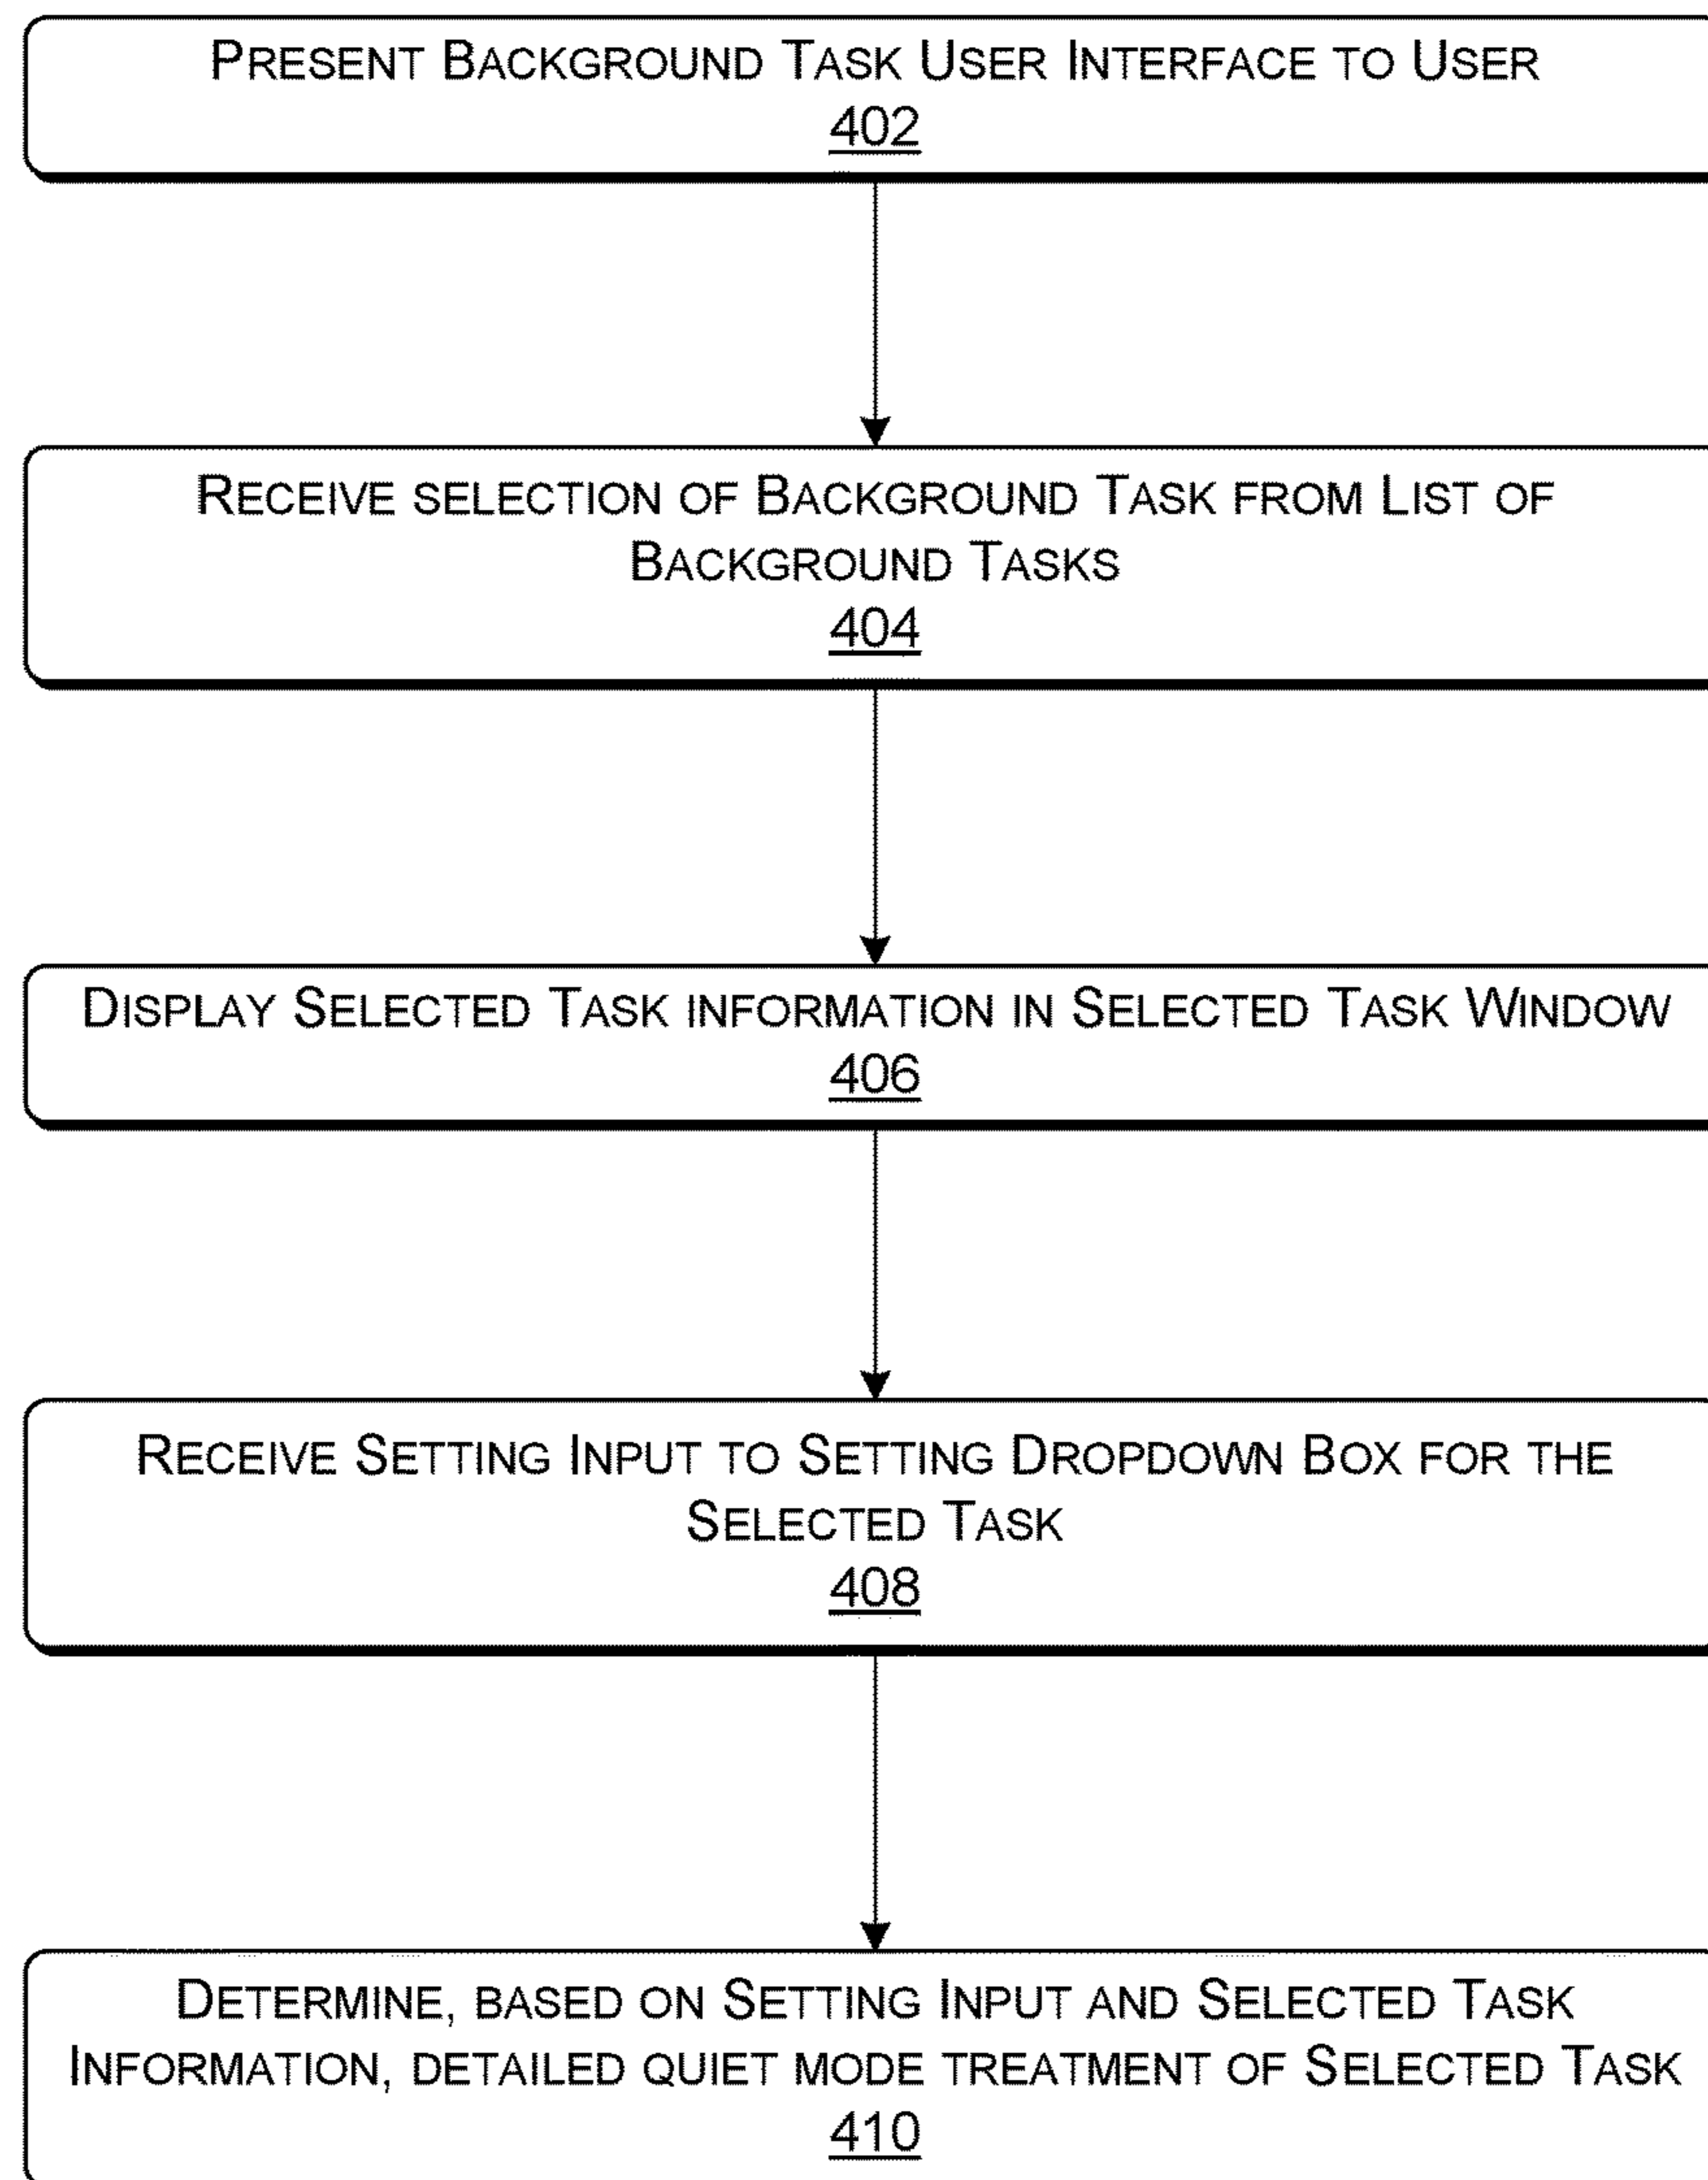 PRESENT BACKGROUND TASK USER INTERFACE TO USER
402
RECEIVE SELECTION OF BACKGROUND TASK FROM LIST OF
BACKGROUND TASKS
404
DISPLAY SELECTED TASK INFORMATION IN SELECTED TASK WINDOW
406
RECEIVE SETTING INPUT TO SETTING DROPDOWN BOX FOR THE
SELECTED TASK
408
DETERMINE, BASED ON SETTING INPUT AND SELECTED TASK
INFORMATION, DETAILED QUIET MODE TREATMENT OF SELECTED TASK
410